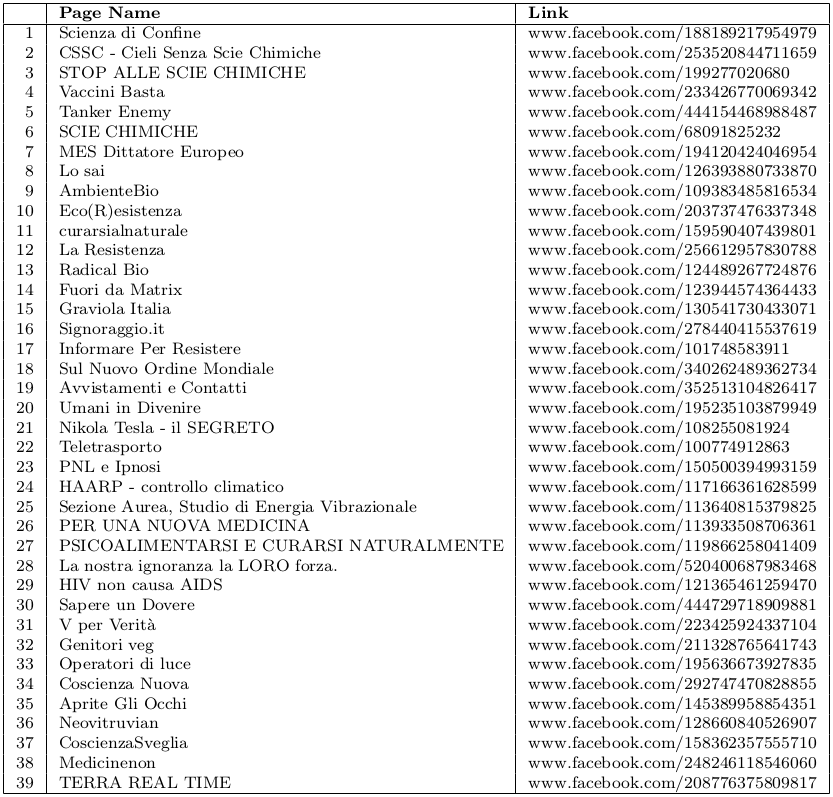 Page Name Link
1 Scienza di Confine www.facebook.com/188189217954979
2 CSSC - Cieli Senza Scie Chimiche www.facebook.com/253520844711659
3 STOP ALLE SCIE CHIMICHE www.facebook.com/199277020680
4 Vaccini Basta www.facebook.com/233426770069342
5 Tanker Enemy www.facebook.com/444154468988487
6 SCIE CHIMICHE www.facebook.com/68091825232
7 MES Dittatore Europeo www.facebook.com/194120424046954
8 Lo sai www.facebook.com/126393880733870
9 AmbienteBio www.facebook.com/109383485816534
10 Eco(R)esistenza www.facebook.com/203737476337348
11 curarsialnaturale www.facebook.com/159590407439801
12 La Resistenza www.facebook.com/256612957830788
13 Radical Bio www.facebook.com/124489267724876
14 Fuori da Matrix www.facebook.com/123944574364433
15 Graviola Italia www.facebook.com/130541730433071
16 Signoraggio.it www.facebook.com/278440415537619
17 Informare Per Resistere www.facebook.com/101748583911
18 Sul Nuovo Ordine Mondiale www.facebook.com/340262489362734
19 Avvistamenti e Contatti www.facebook.com/352513104826417
20 Umani in Divenire www.facebook.com/195235103879949
21 Nikola Tesla - il SEGRETO www.facebook.com/108255081924
22 Teletrasporto www.facebook.com/100774912863
23 PNL e Ipnosi www.facebook.com/150500394993159
24 HAARP - controllo climatico www.facebook.com/117166361628599
25 Sezione Aurea, Studio di Energia Vibrazionale www.facebook.com/113640815379825
26 PER UNA NUOVA MEDICINA www.facebook.com/113933508706361
27 PSICOALIMENTARSI E CURARSI NATURALMENTE www.facebook.com/119866258041409
28 La nostra ignoranza la LORO forza. www.facebook.com/520400687983468
29 HIV non causa AIDS www.facebook.com/121365461259470
30 Sapere un Dovere www.facebook.com/444729718909881
31 V per Verità www.facebook.com/223425924337104
32 Genitori veg www.facebook.com/211328765641743
33 Operatori di luce www.facebook.com/195636673927835
34 Coscienza Nuova www.facebook.com/292747470828855
35 Aprite Gli Occhi www.facebook.com/145389958854351
36 Neovitruvian www.facebook.com/128660840526907
37 CoscienzaSveglia www.facebook.com/158362357555710
38 Medicinenon www.facebook.com/248246118546060
39 TERRA REAL TIME www.facebook.com/208776375809817